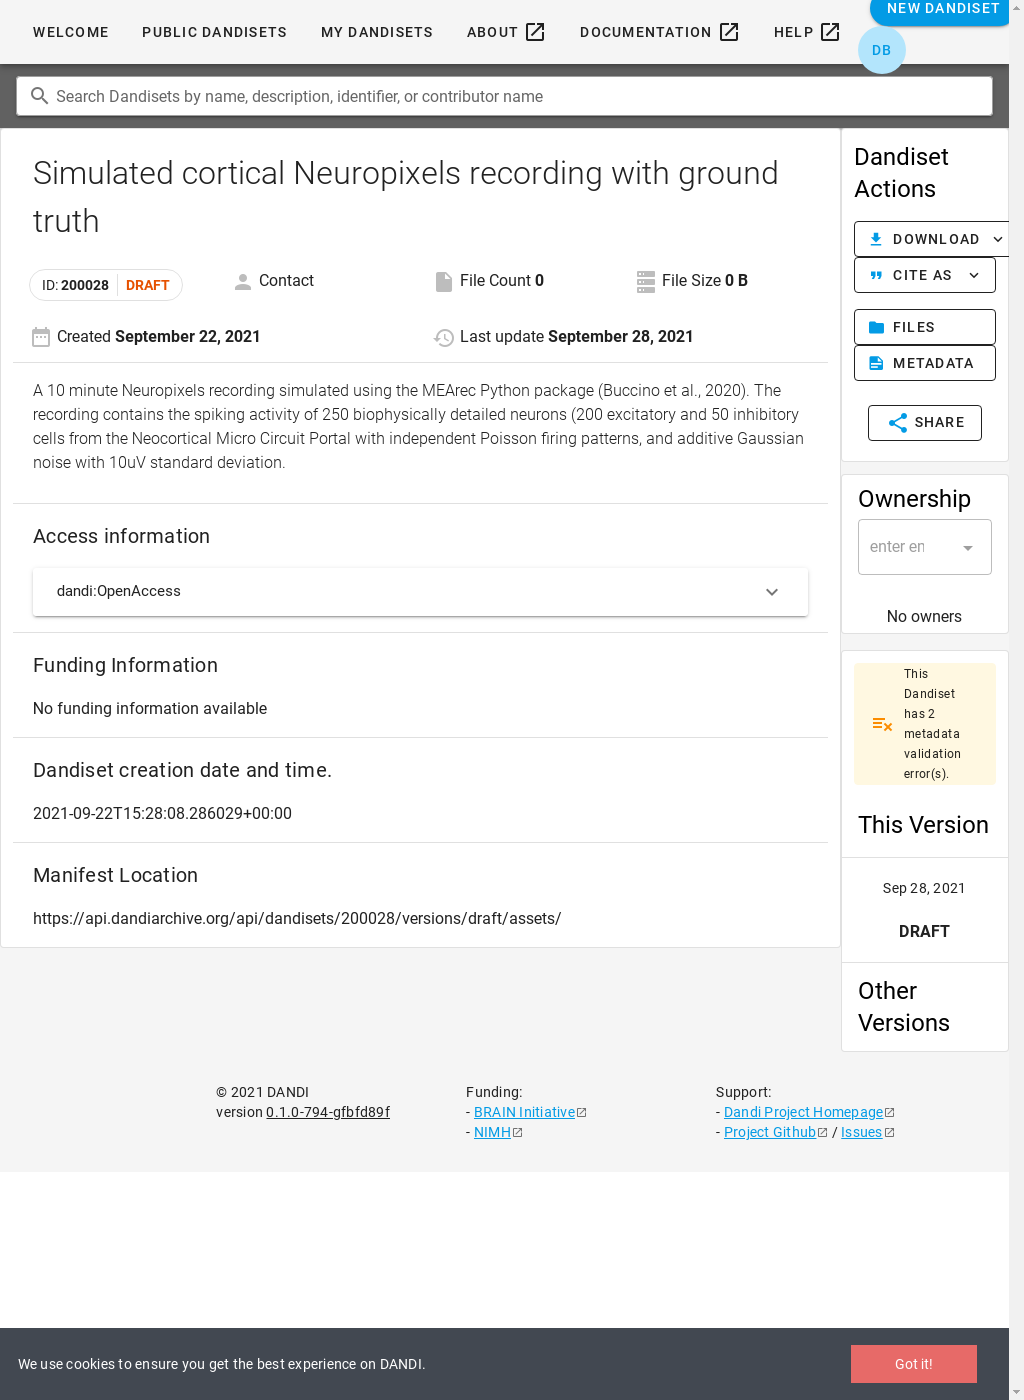 NEW DANDISET
WELCOME PUBLIC DANDISETS MY DANDISETS ABOUT DOCUMENTATION HELP
DB
Search Dandisets by name, description, identifier, or contributor name
Simulated cortical Neuropixels recording with ground
truth
ID: 200028 DRAFT Contact File Count 0 File Size 0 B
Created September 22, 2021 Last update September 28, 2021
A 10 minute Neuropixels recording simulated using the MEArec Python package (Buccino et al., 2020). The
recording contains the spiking activity of 250 biophysically detailed neurons (200 excitatory and 50 inhibitory
cells from the Neocortical Micro Circuit Portal with independent Poisson firing patterns, and additive Gaussian
noise with 10uV standard deviation.
Access information
dandi:OpenAccess
Funding Information
No funding information available
Dandiset creation date and time.
2021-09-22T15:28:08.286029+00:00
Manifest Location
https://api.dandiarchive.org/api/dandisets/200028/versions/draft/assets/
Dandiset
Actions
DOWNLOAD
CITE AS
FILES
METADATA
SHARE
Ownership
enter en
No owners
This
Dandiset
has 2
metadata
validation
error(s).
This Version
Sep 28, 2021
DRAFT
Other
Versions
© 2021 DANDI
version 0.1.0-794-gfbfd89f
Funding:
- BRAIN Initiative
- NIMH
Support:
- Dandi Project Homepage
- Project Github / Issues
We use cookies to ensure you get the best experience on DANDI.
Got it!